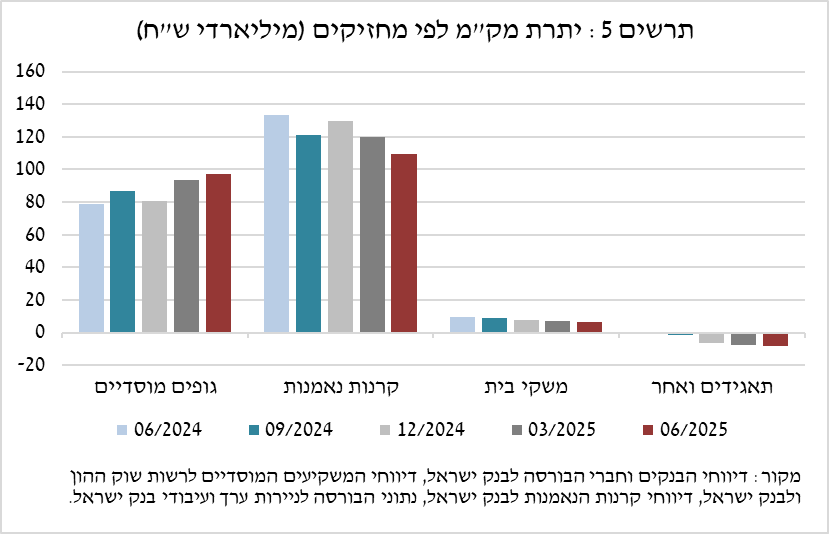 תרשים 5 : יתרת מק"מ לפי מחזיקים (מיליארדי ש"ח)
160
140
120
100
80
60
40
20
0
-20
גופים מוסדיים
קרנות נאמנות
משקי בית
תאגידים ואחר
06/2024
09/2024
12/2024
03/2025
06/2025
מקור : דיווחי הבנקים וחברי הבורסה לבנק ישראל, דיווחי המשקיעים המוסדיים לרשות שוק ההון
ולבנק ישראל, דיווחי קרנות הנאמנות לבנק ישראל, נתוני הבורסה לניירות ערך ועיבודי בנק ישראל.